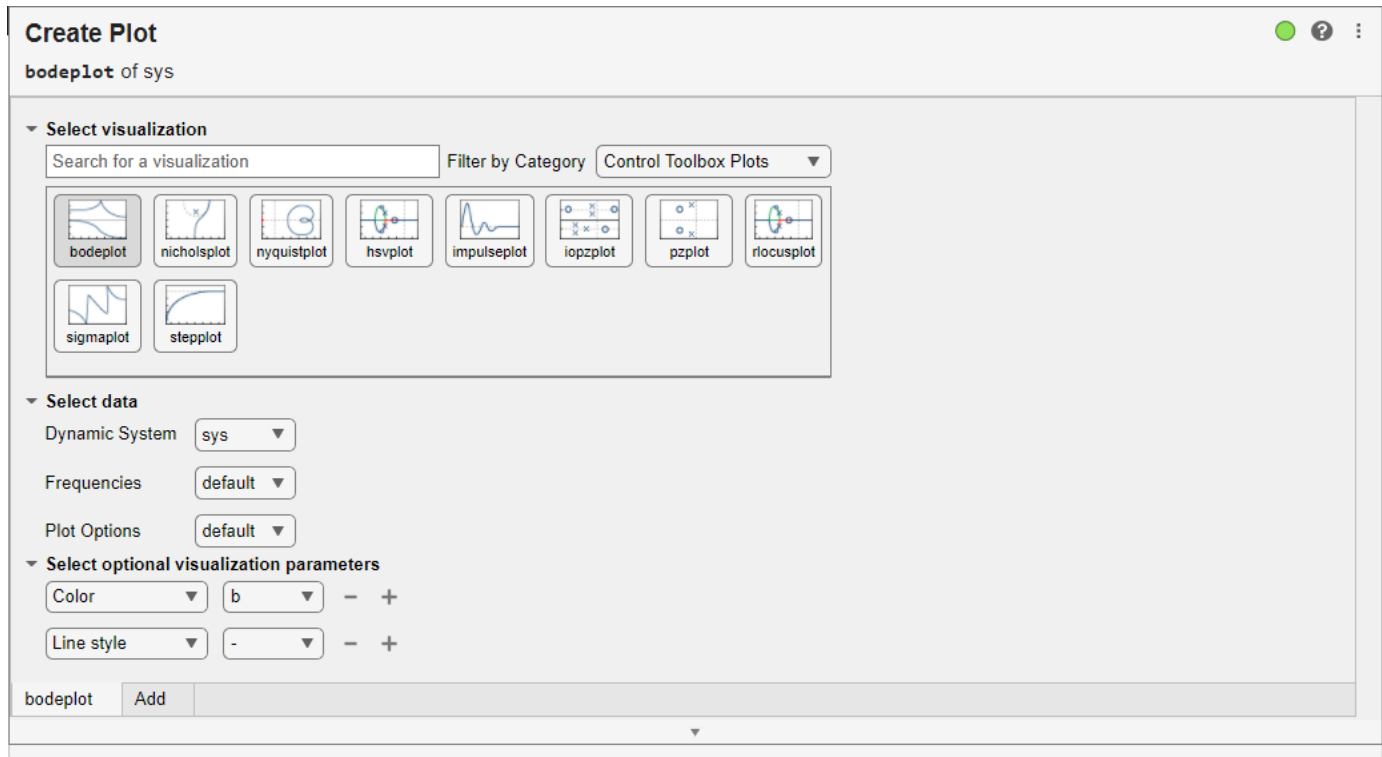 Create Plot
bodeplot of sys
Select visualization
Search for a visualization Filter by Category Control Toolbox Plots
bodeplot nicholsplot nyquistplot hsvplot impulseplot iopzplot pzplot rlocusplot
sigmaplot stepplot
Select data
Dynamic System sys
Frequencies default
Plot Options default
Select optional visualization parameters
Color b
Line style -
bodeplot Add